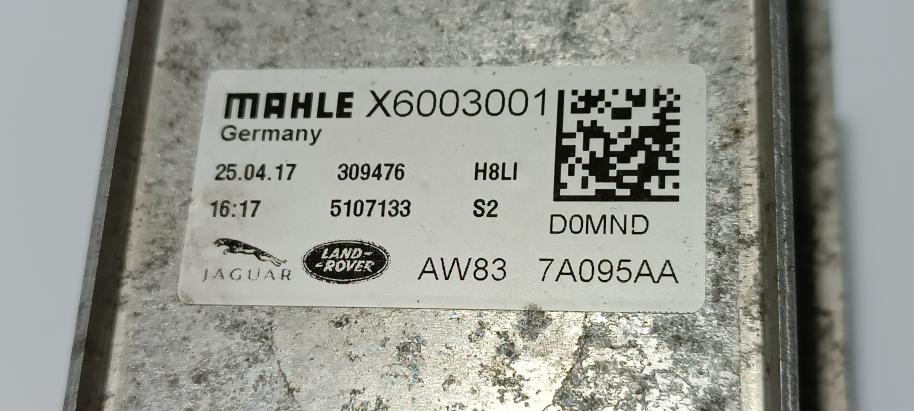 MAHLE X6003001
Germany
25.04.17 309476 H8LI
16:17 5107133 S2
D0MND
JAGUAR LAND-ROVER AW83 7A095AA